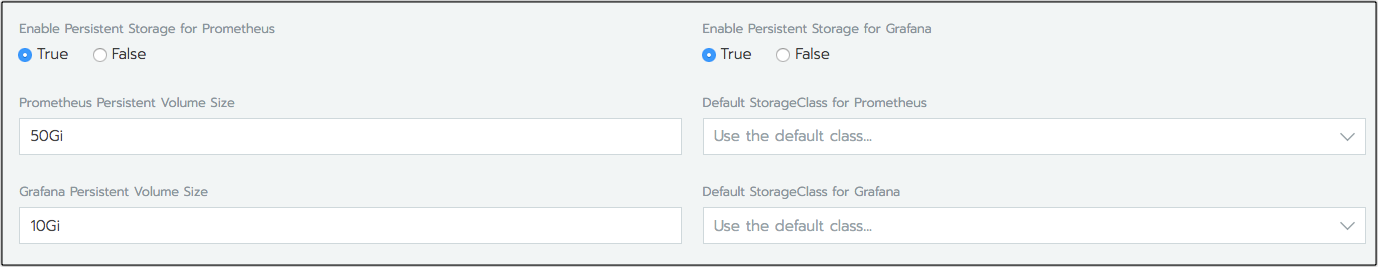 Enable Persistent Storage for Prometheus
Enable Persistent Storage for Grafana
True False
True False
Prometheus Persistent Volume Size
Default StorageClass for Prometheus
50Gi
Use the default class...
Grafana Persistent Volume Size
Default StorageClass for Grafana
10Gi
Use the default class...